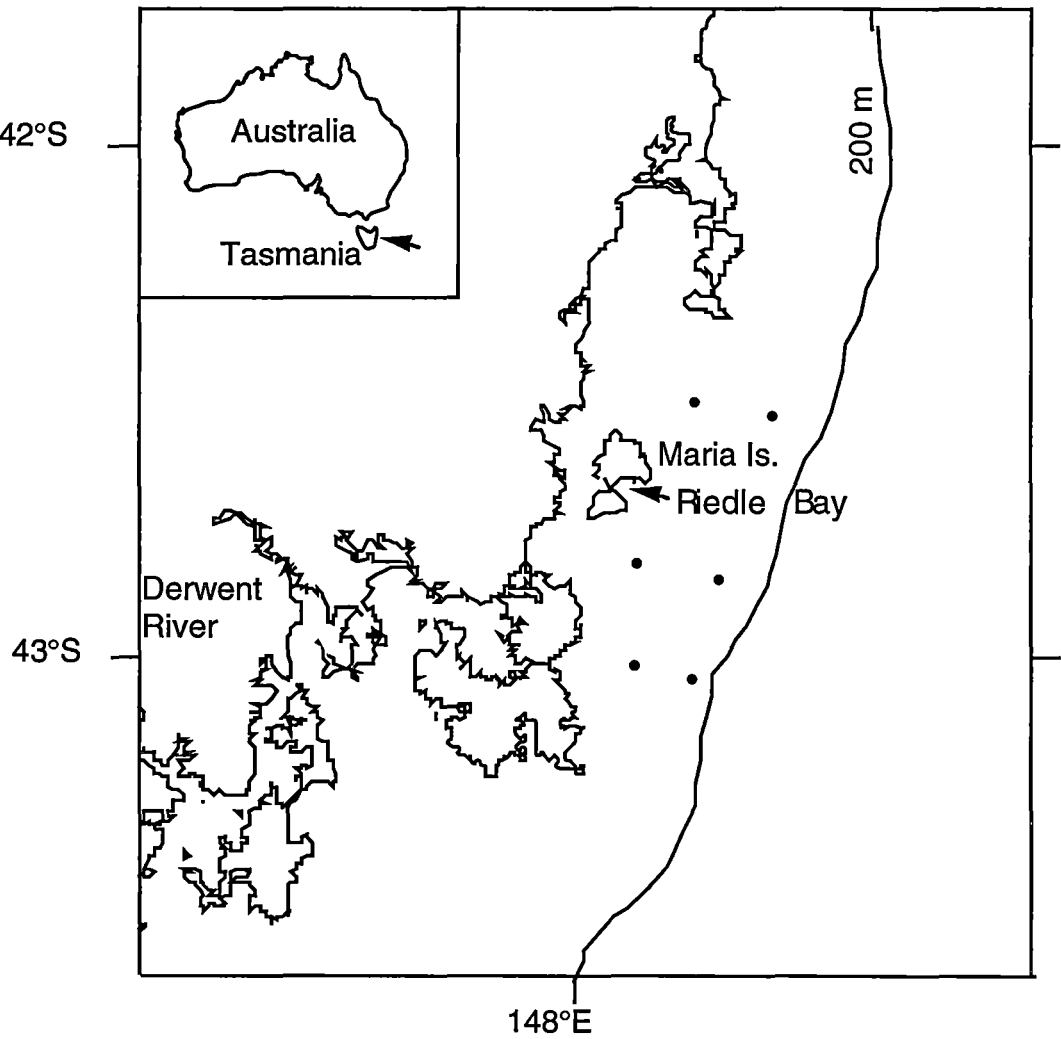 42°S
Australia
200 m
Tasmania
Maria Is.
Riedle Bay
Derwent
River
43°S
148°E